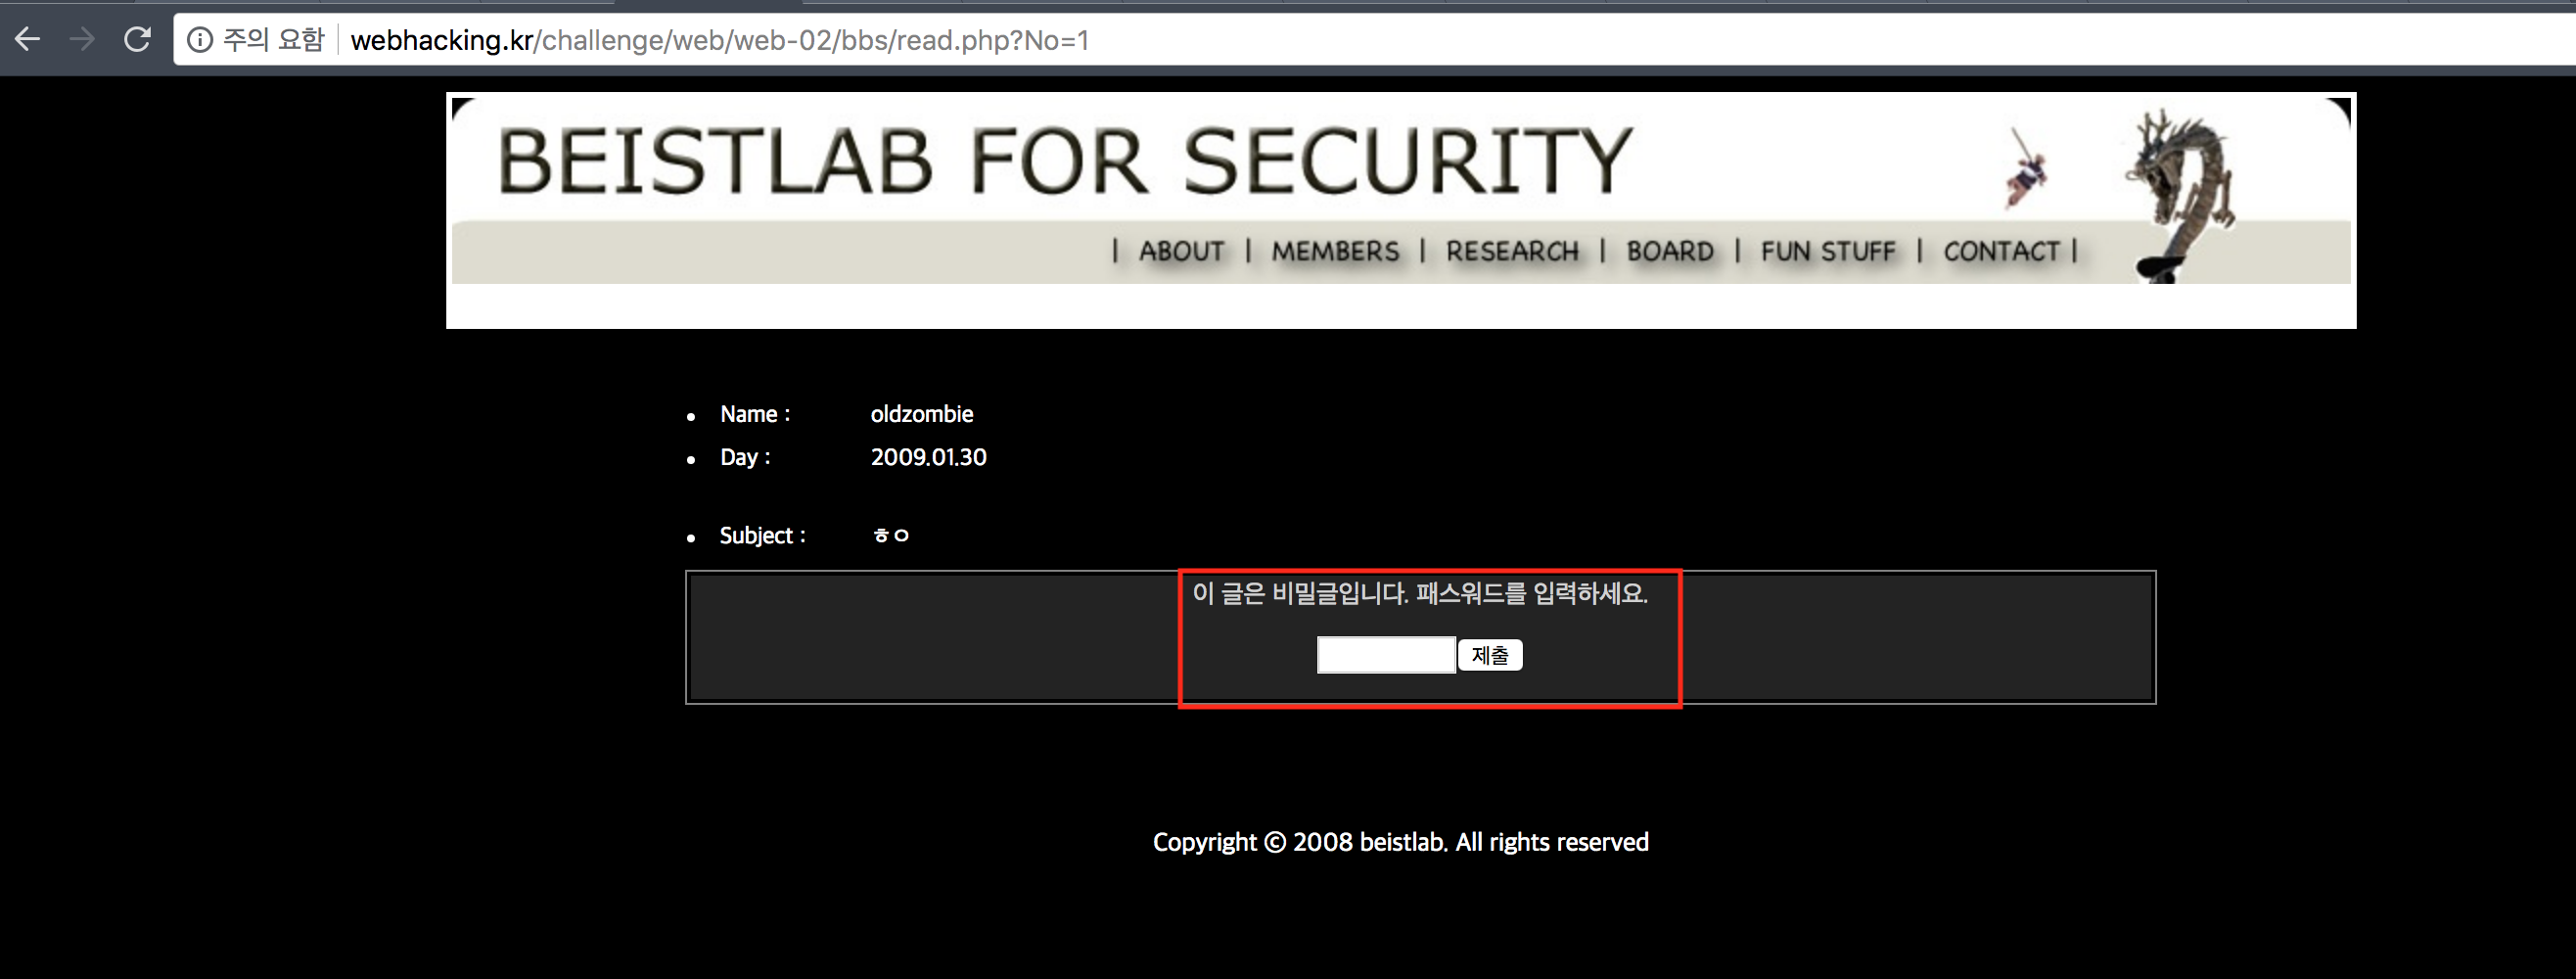 주의 요함 webhacking.kr/challenge/web/web-02/bbs/read.php?No=1
BEISTLAB FOR SECURITY
| ABOUT | MEMBERS | RESEARCH | BOARD | FUN STUFF | CONTACT |
• Name : oldzombie
• Day : 2009.01.30
• Subject : ㅎㅇ
이 글은 비밀글입니다. 패스워드를 입력하세요.
제출
Copyright © 2008 beistlab. All rights reserved